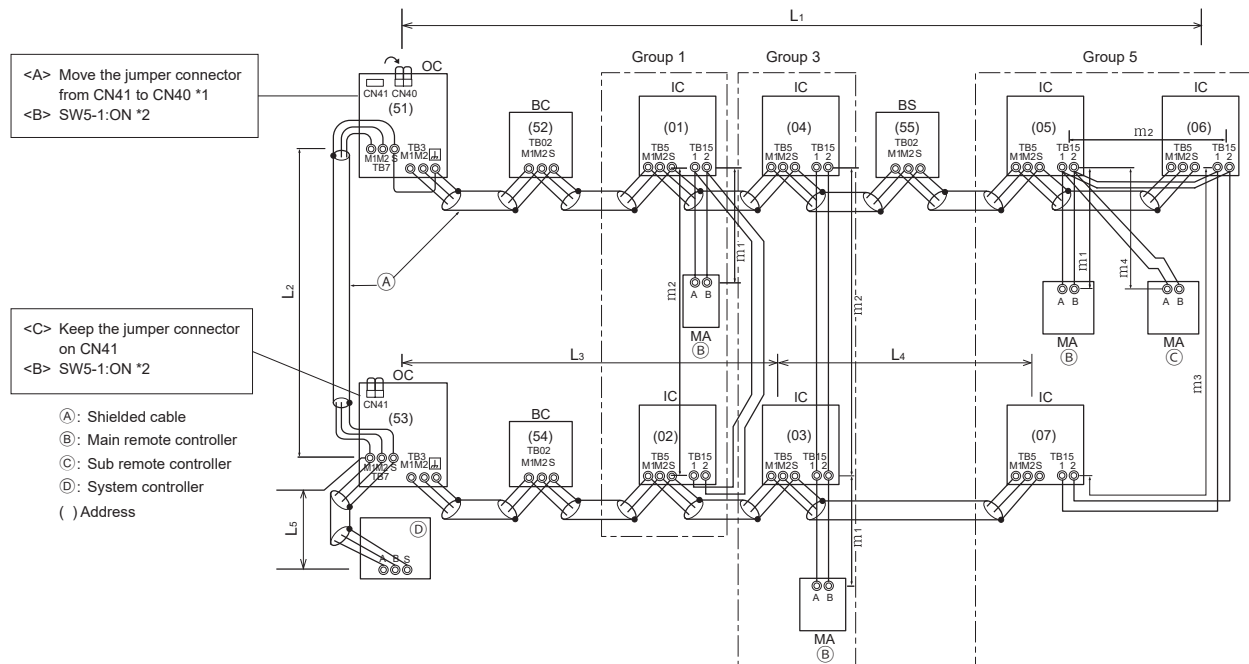 L1
Group 1
Group 3
Group 5
<A> Move the jumper connector
from CN41 to CN40 *1
<B> SW5-1:ON *2
OC
CN41 CN40
(51)
TB3
M1M2 S
M1M2
TB7
BC
(52)
TB02
M1M2S
IC
(01)
TB5
M1M2S
TB15
1 2
IC
(04)
TB5
M1M2S
TB15
1 2
BS
(55)
TB02
M1M2S
IC
(05)
TB5
M1M2S
TB15
1 2
m2
IC
(06)
TB5
M1M2S
TB15
1 2
L2
Ⓐ
m2
m1
m2
m1
m4
m3
A B
MA
Ⓑ
A B
MA
Ⓑ
A B
MA
Ⓒ
<C> Keep the jumper connector
on CN41
<B> SW5-1:ON *2
L3
L4
OC
CN41
(53)
TB3
M1M2 S
M1M2
TB7
BC
(54)
TB02
M1M2S
IC
(02)
TB5
M1M2S
TB15
1 2
IC
(03)
TB5
M1M2S
TB15
1 2
IC
(07)
TB5
M1M2S
TB15
1 2
Ⓐ: Shielded cable
Ⓑ: Main remote controller
Ⓒ: Sub remote controller
Ⓓ: System controller
( ) Address
L5
Ⓓ
A B S
m1
A B
MA
Ⓑ